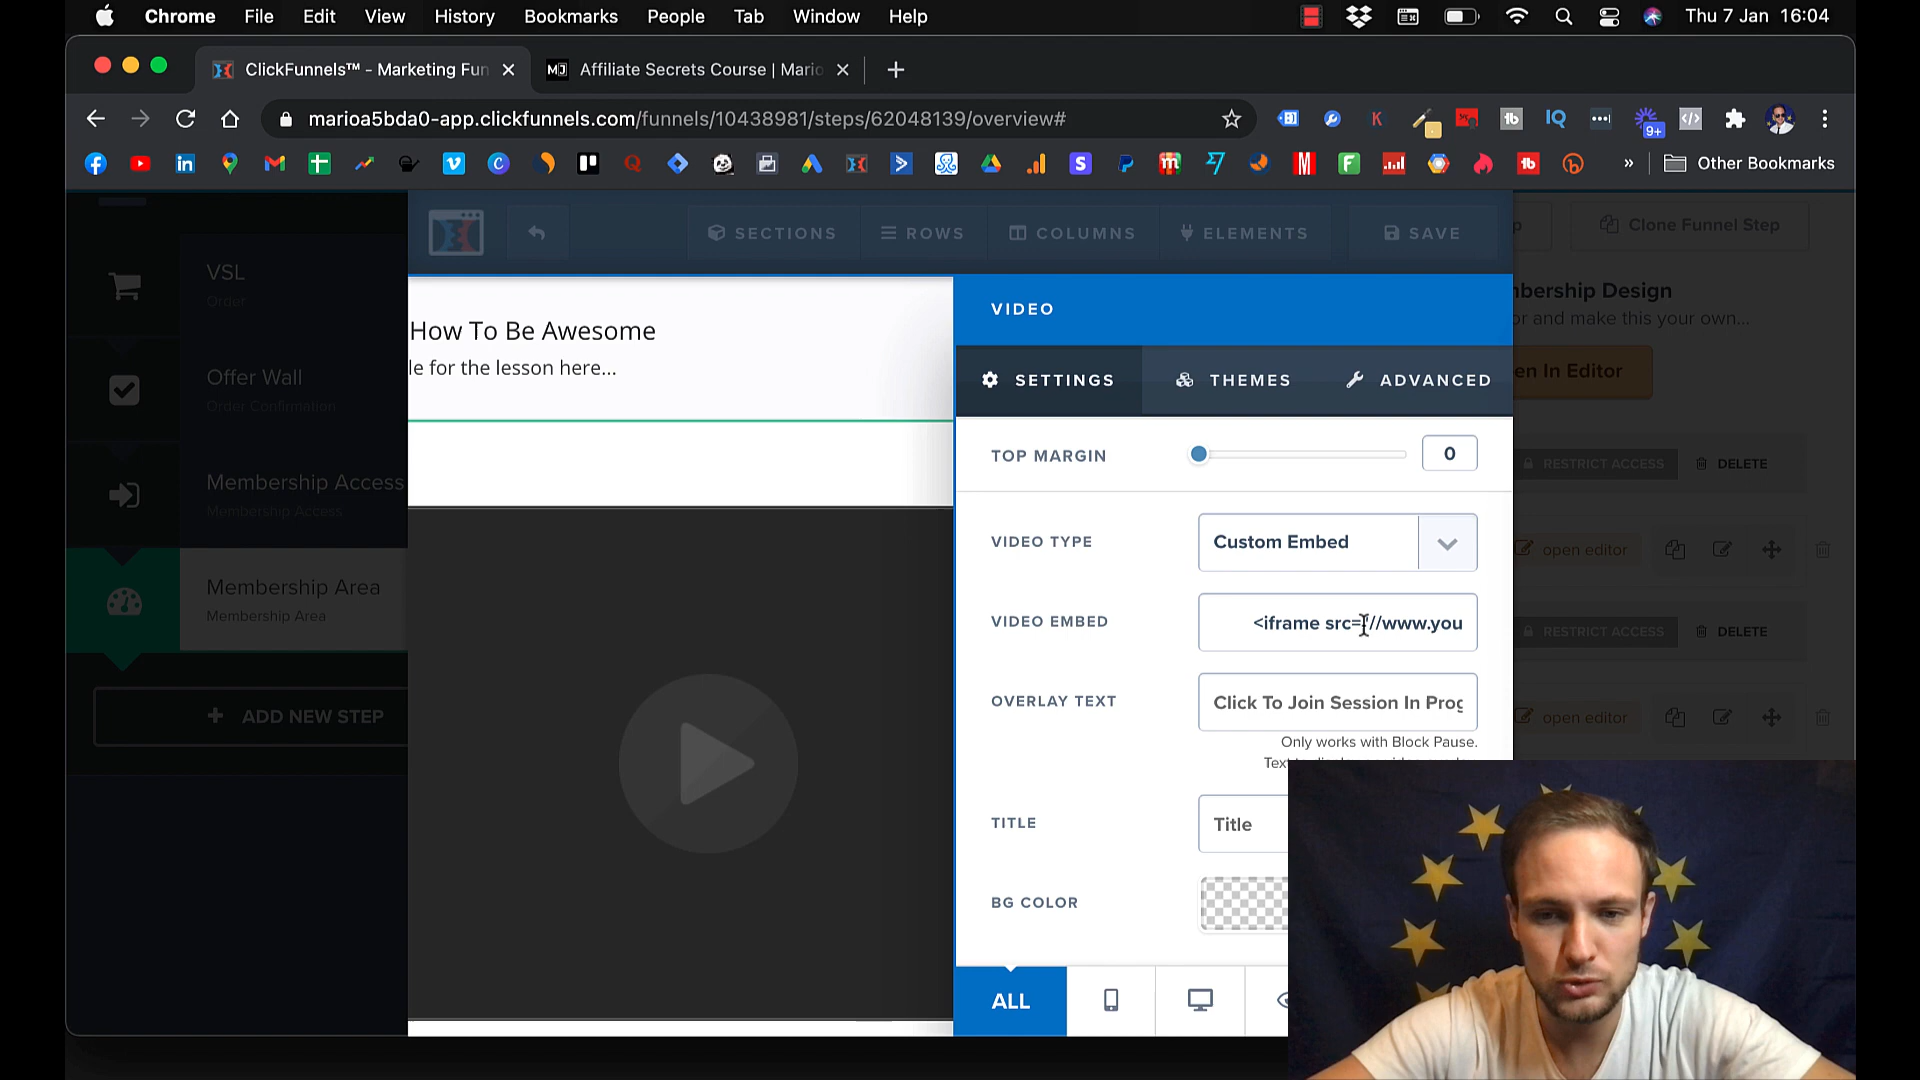 Chrome File Edit View History Bookmarks People Tab Window Help Thu 7 Jan 16:04
ClickFunnels™ - Marketing Fun
MJ Affiliate Secrets Course | Mario
marioa5bda0-app.clickfunnels.com/funnels/10438981/steps/62048139/overview#
9+
» Other Bookmarks
SECTIONS ROWS COLUMNS ELEMENTS SAVE
Clone Funnel Step
VSL
Order
Offer Wall
Order Confirmation
Membership Access
Membership Access
Membership Area
Membership Area
ADD NEW STEP
How To Be Awesome
le for the lesson here...
VIDEO
SETTINGS THEMES ADVANCED
TOP MARGIN 0
VIDEO TYPE Custom Embed
VIDEO EMBED <iframe src="//www.you
OVERLAY TEXT Click To Join Session In Prog
Only works with Block Pause.
TITLE Title
BG COLOR
ALL
bership Design
or and make this your own...
en In Editor
RESTRICT ACCESS DELETE
open editor
RESTRICT ACCESS DELETE
open editor